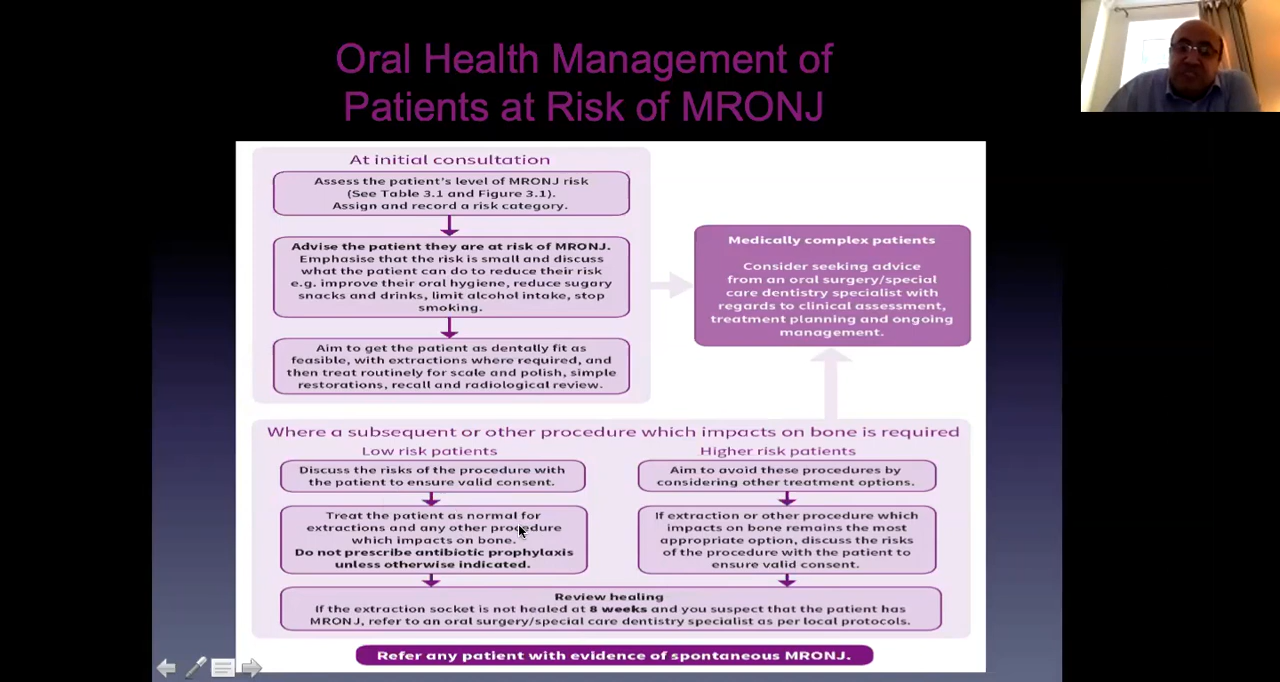 Oral Health Management of
Patients at Risk of MRONJ
At initial consultation
Assess the patient's level of MRONJ risk
(See Table 3.1 and Figure 3.1).
Assign and record a risk category.
Advise the patient they are at risk of MRONJ.
Emphasise that the risk is small and discuss
what the patient can do to reduce their risk
e.g. improve their oral hygiene, reduce sugary
snacks and drinks, limit alcohol intake, stop
smoking.
Aim to get the patient as dentally fit as
feasible, with extractions where required, and
then treat routinely for scale and polish, simple
restorations, recall and radiological review.
Medically complex patients
Consider seeking advice
from an oral surgery/special
care dentistry specialist with
regards to clinical assessment,
treatment planning and ongoing
management.
Where a subsequent or other procedure which impacts on bone is required
Low risk patients
Discuss the risks of the procedure with
the patient to ensure valid consent.
Treat the patient as normal for
extractions and any other procedure
which impacts on bone.
Do not prescribe antibiotic prophylaxis
unless otherwise indicated.
Higher risk patients
Aim to avoid these procedures by
considering other treatment options.
If extraction or other procedure which
impacts on bone remains the most
appropriate option, discuss the risks
of the procedure with the patient to
ensure valid consent.
Review healing
If the extraction socket is not healed at 8 weeks and you suspect that the patient has
MRONJ, refer to an oral surgery/special care dentistry specialist as per local protocols.
Refer any patient with evidence of spontaneous MRONJ.